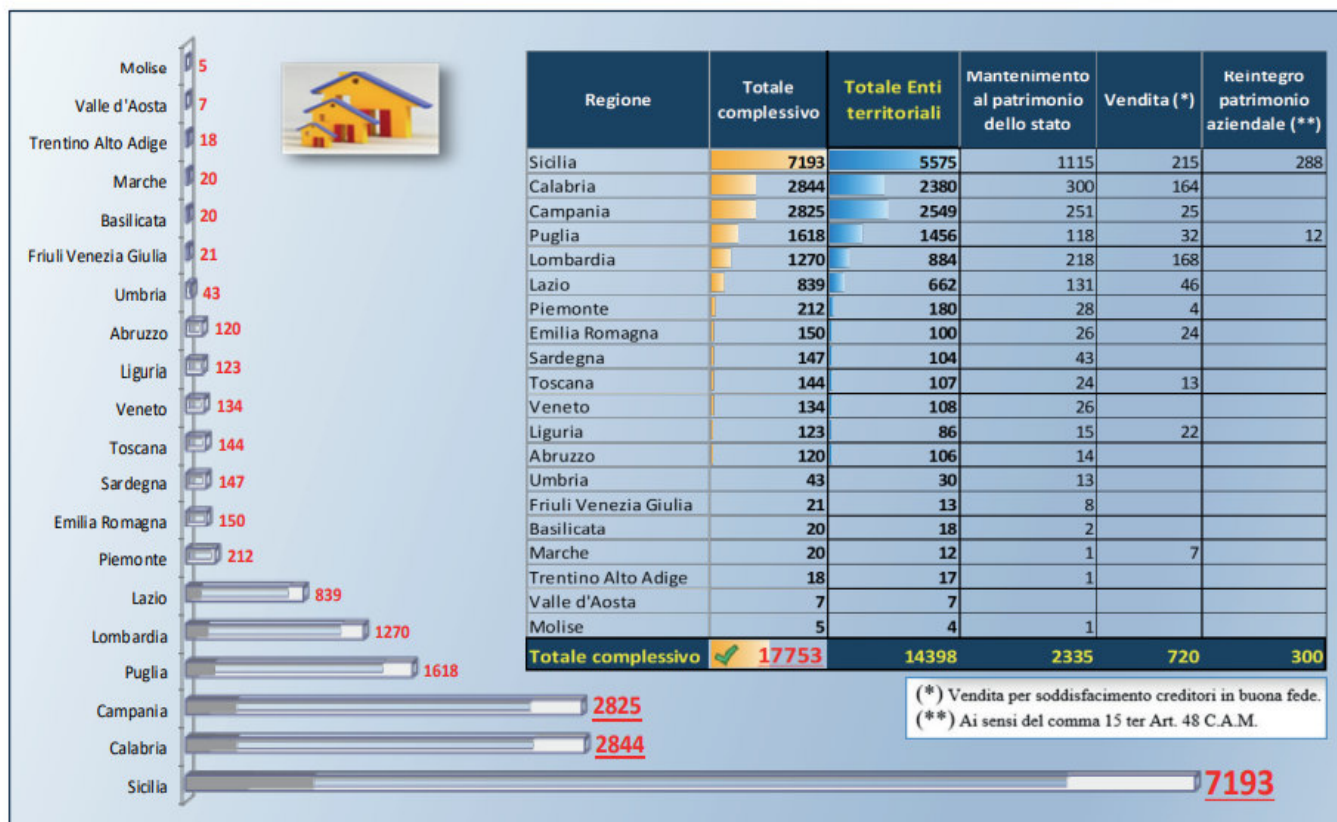 Molise 5
Valle d'Aosta 7
Trentino Alto Adige 18
Marche 20
Basilicata 20
Friuli Venezia Giulia 21
Umbria 43
Abruzzo 120
Liguria 123
Veneto 134
Toscana 144
Sardegna 147
Emilia Romagna 150
Piemonte 212
Lazio 839
Lombardia 1270
Puglia 1618
Campania 2825
Calabria 2844
Sicilia 7193
Regione Totale complessivo Totale Enti territoriali Mantenimento al patrimonio dello stato Vendita (*) Reintegro patrimonio aziendale (**)
Sicilia 7193 5575 1115 215 288
Calabria 2844 2380 300 164
Campania 2825 2549 251 25
Puglia 1618 1456 118 32 12
Lombardia 1270 884 218 168
Lazio 839 662 131 46
Piemonte 212 180 28 4
Emilia Romagna 150 100 26 24
Sardegna 147 104 43
Toscana 144 107 24 13
Veneto 134 108 26
Liguria 123 86 15 22
Abruzzo 120 106 14
Umbria 43 30 13
Friuli Venezia Giulia 21 13 8
Basilicata 20 18 2
Marche 20 12 1 7
Trentino Alto Adige 18 17 1
Valle d'Aosta 7 7
Molise 5 4 1
Totale complessivo 17753 14398 2335 720 300
(*) Vendita per soddisfacimento creditori in buona fede.
(**) Ai sensi del comma 15 ter Art. 48 C.A.M.